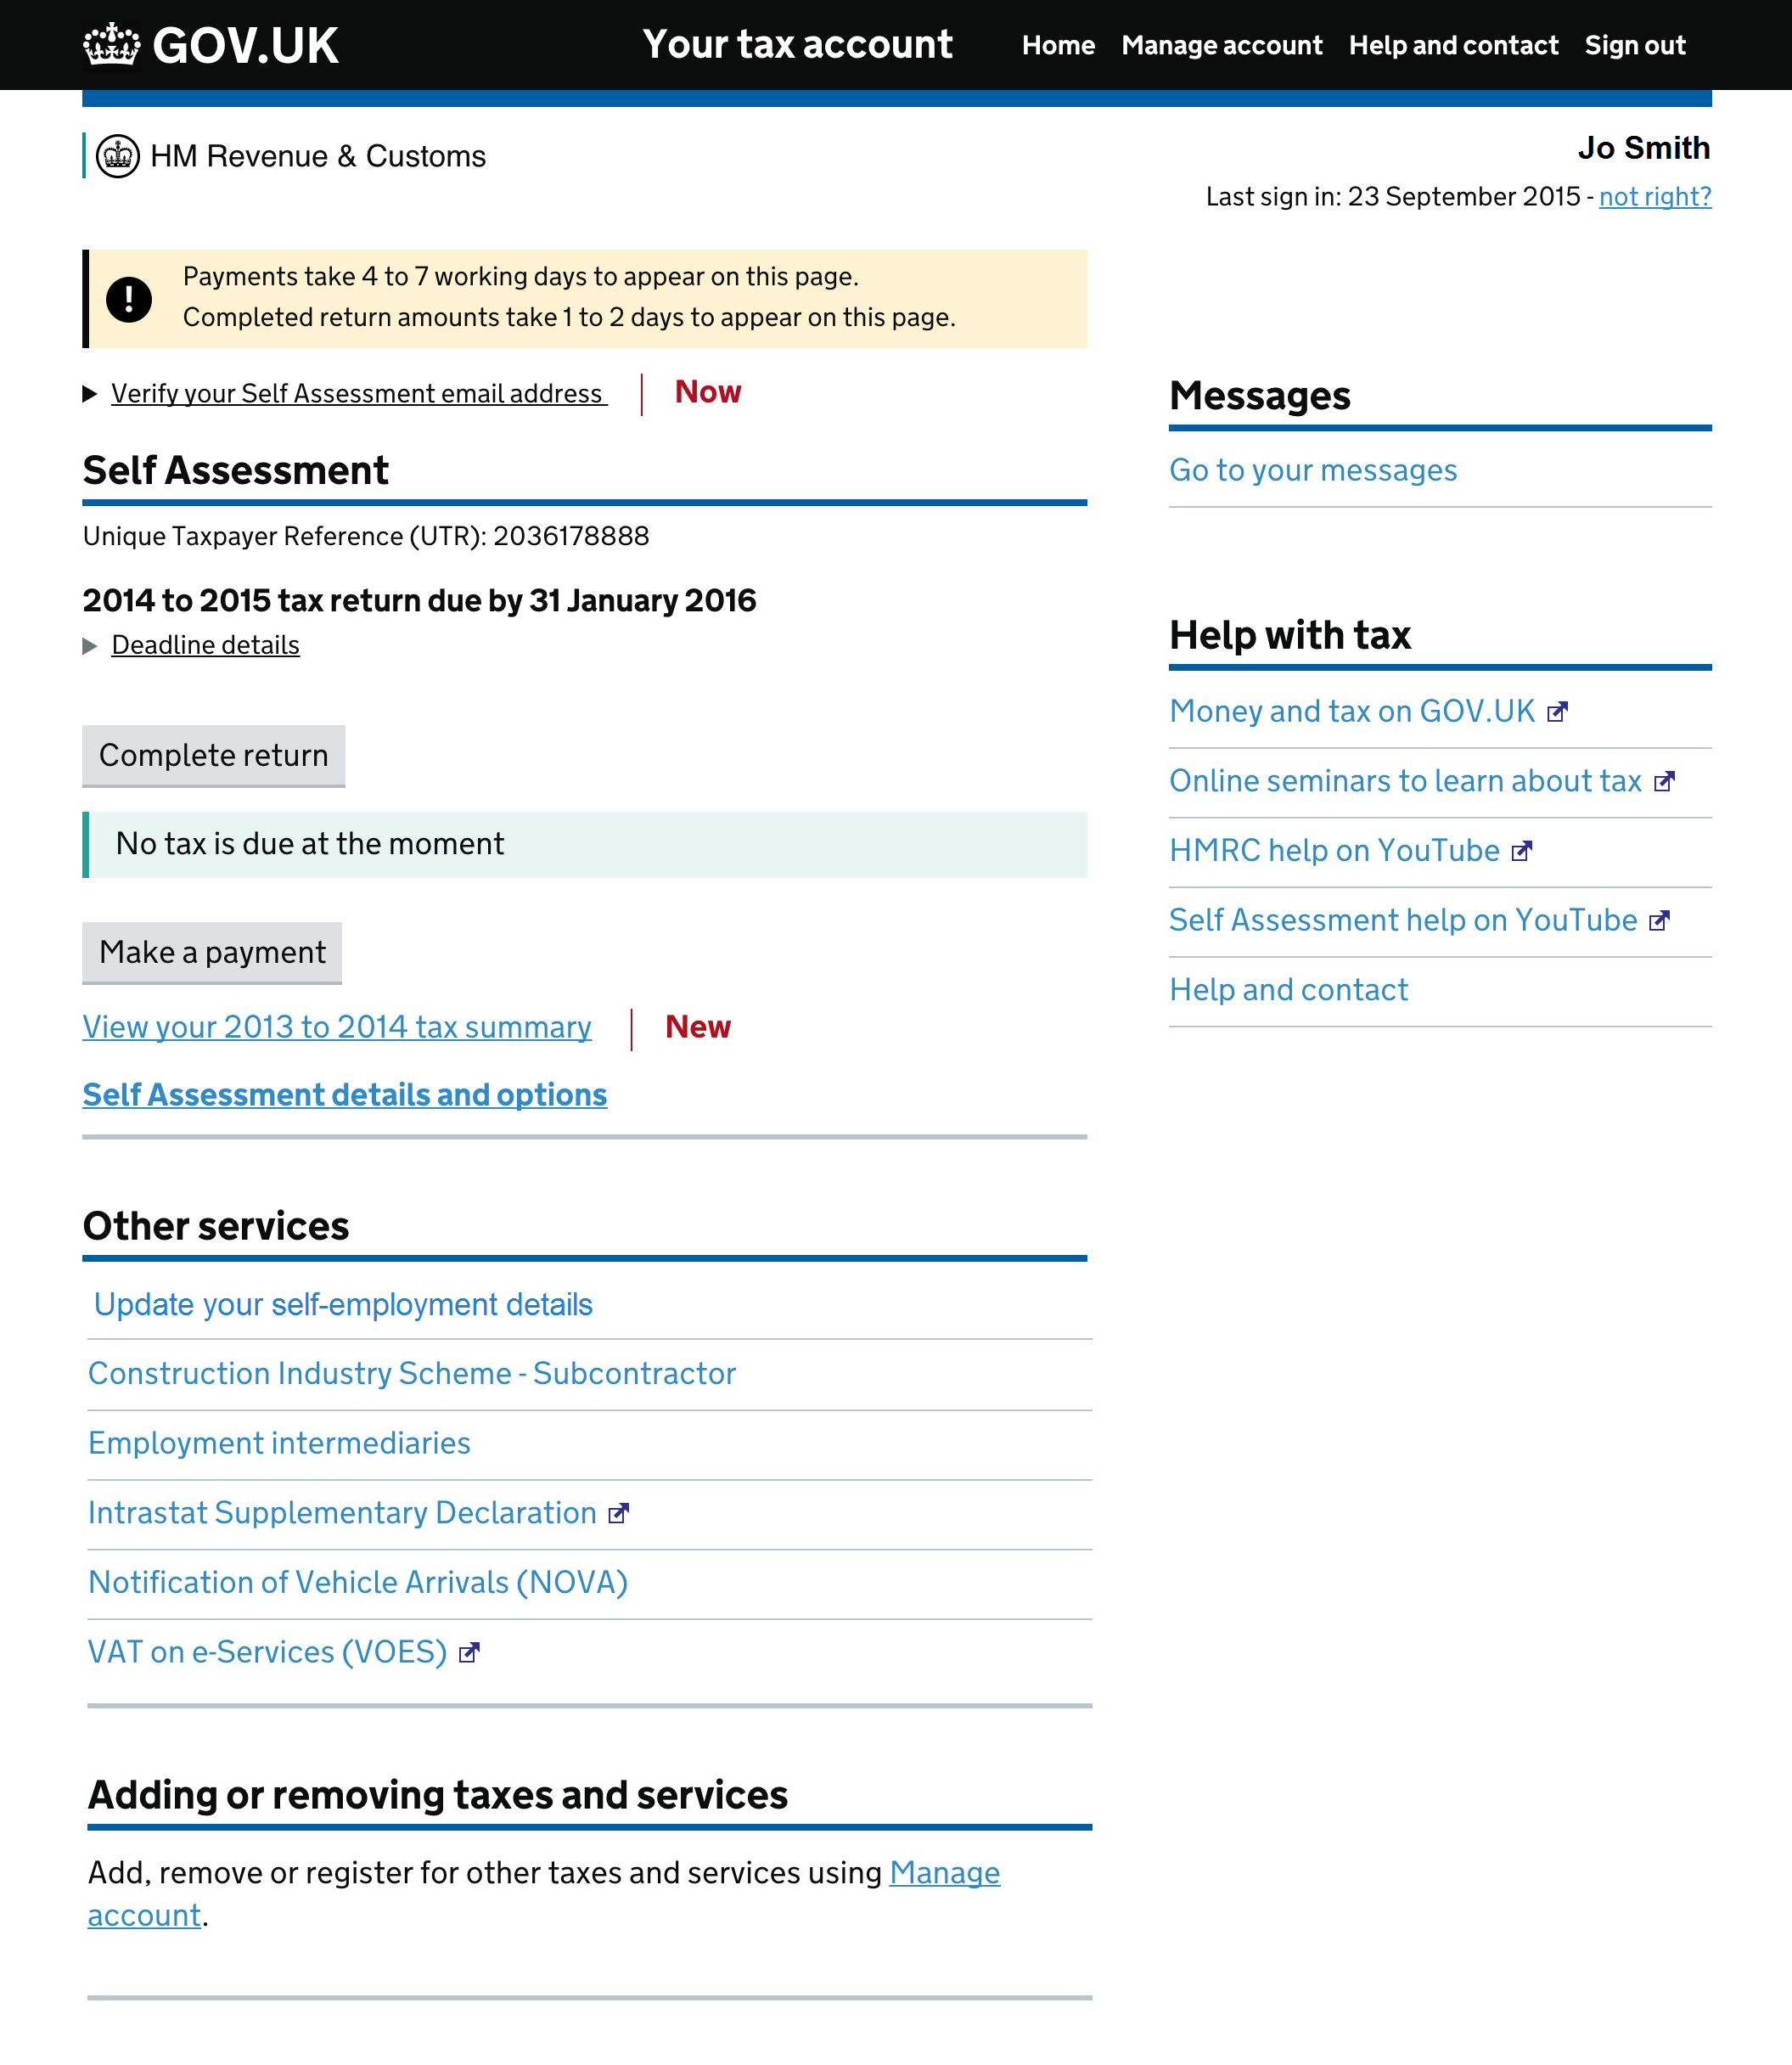 GOV.UK
Your tax account
Home Manage account Help and contact Sign out
HM Revenue & Customs
Jo Smith
Last sign in: 23 September 2015 - not right?
Payments take 4 to 7 working days to appear on this page.
Completed return amounts take 1 to 2 days to appear on this page.
Verify your Self Assessment email address
Now
Self Assessment
Unique Taxpayer Reference (UTR): 2036178888
2014 to 2015 tax return due by 31 January 2016
Deadline details
Complete return
No tax is due at the moment
Make a payment
View your 2013 to 2014 tax summary
New
Self Assessment details and options
Messages
Go to your messages
Help with tax
Money and tax on GOV.UK
Online seminars to learn about tax
HMRC help on YouTube
Self Assessment help on YouTube
Help and contact
Other services
Update your self-employment details
Construction Industry Scheme - Subcontractor
Employment intermediaries
Intrastat Supplementary Declaration
Notification of Vehicle Arrivals (NOVA)
VAT on e-Services (VOES)
Adding or removing taxes and services
Add, remove or register for other taxes and services using Manage
account.